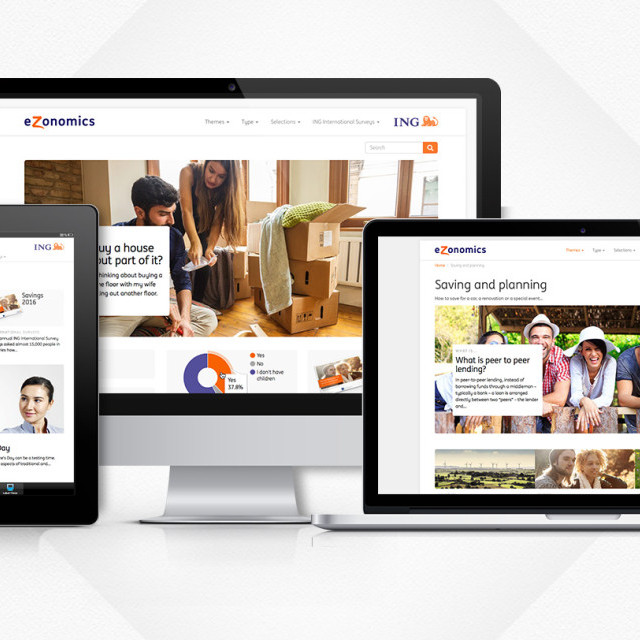 eZonomics
Themes
Type
Selections
ING International Surveys
ING
Search
uy a house
out part of it?
hinking about buying a
e floor with my wife
ing out another floor.
Yes
No
I don't have
children
Yes
37.8%
ING
Savings
2016
annual ING International Survey
ngs asked almost 15,000 people in
ies how...
Day
e's Day can be a testing time.
aspects of traditional and...
eZonomics
Themes
Type
Selections
Home
Saving and planning
Saving and planning
How to save for a car, a renovation or a special event...
WHAT IS...
What is peer to peer
lending?
In peer-to-peer lending, instead of
borrowing funds through a middleman -
typically a bank - a loan is arranged
directly between two "peers" - the lender
and...